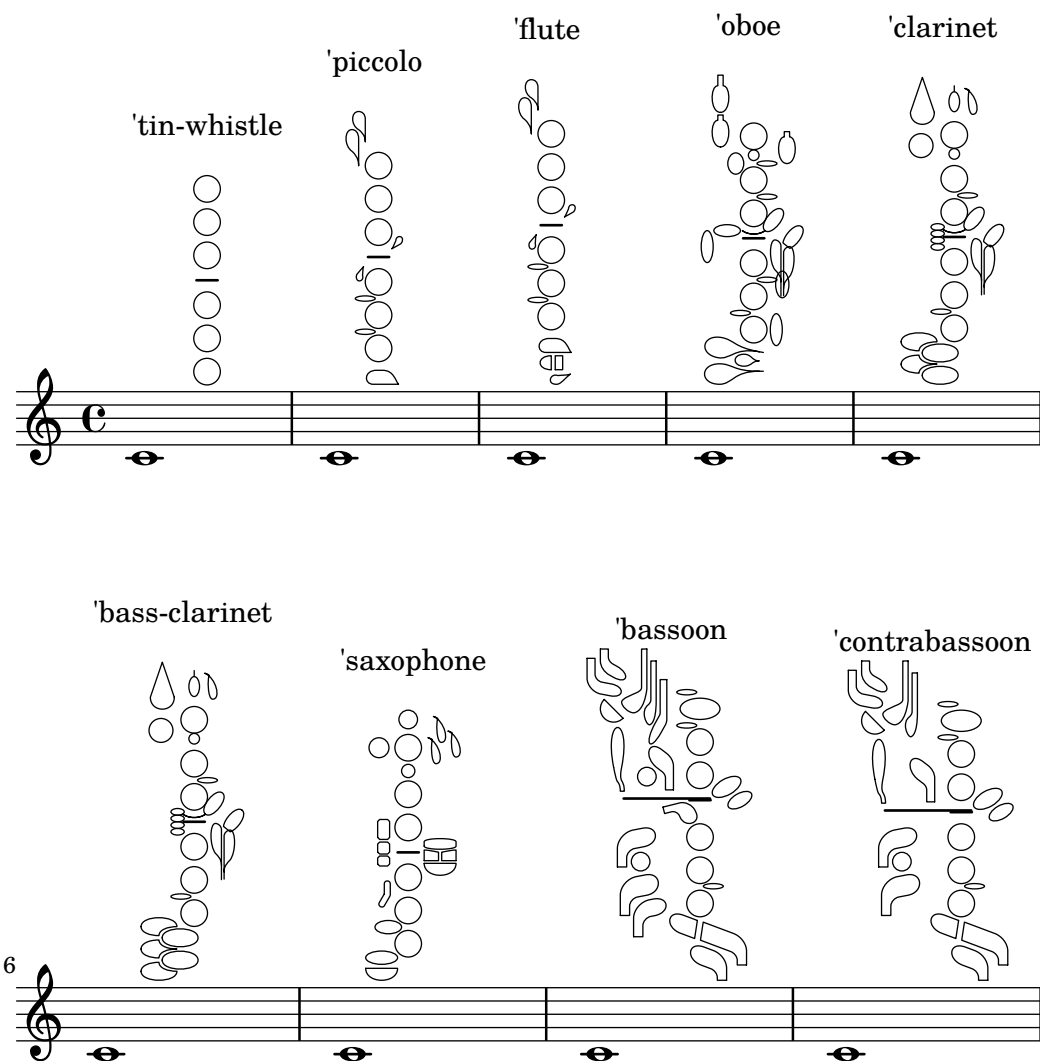 'tin-whistle 'piccolo 'flute 'oboe 'clarinet
'bass-clarinet 'saxophone 'bassoon 'contrabassoon
6